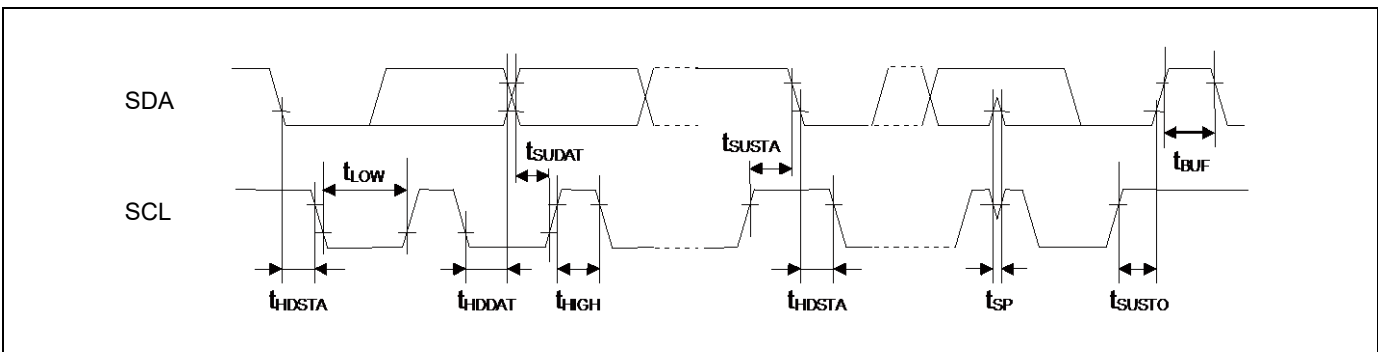 SDA
tSUDAT
tSUSTA
tBUF
tLOW
SCL
tHDSTA
tHDDAT
tHIGH
tHDSTA
tSP
tSUSTO